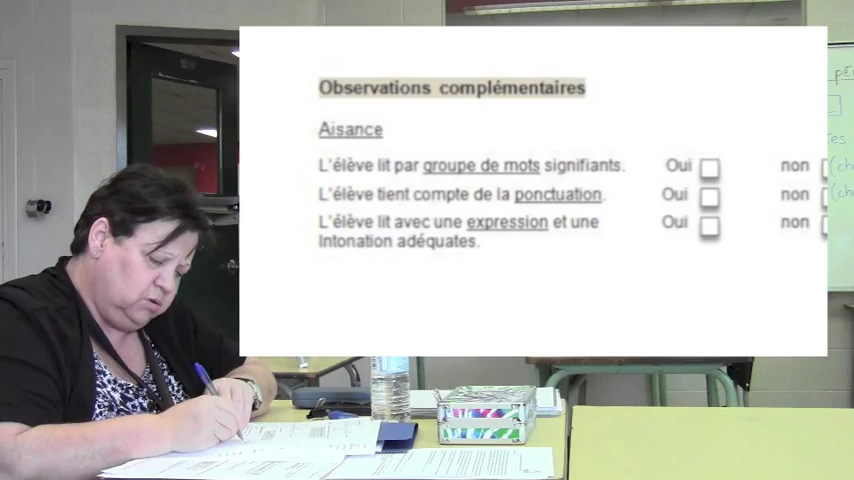 Observations complémentaires
Aisance
L'élève lit par groupe de mots signifiants. Oui non
L'élève tient compte de la ponctuation. Oui non
L'élève lit avec une expression et une Oui non
Intonation adéquates.